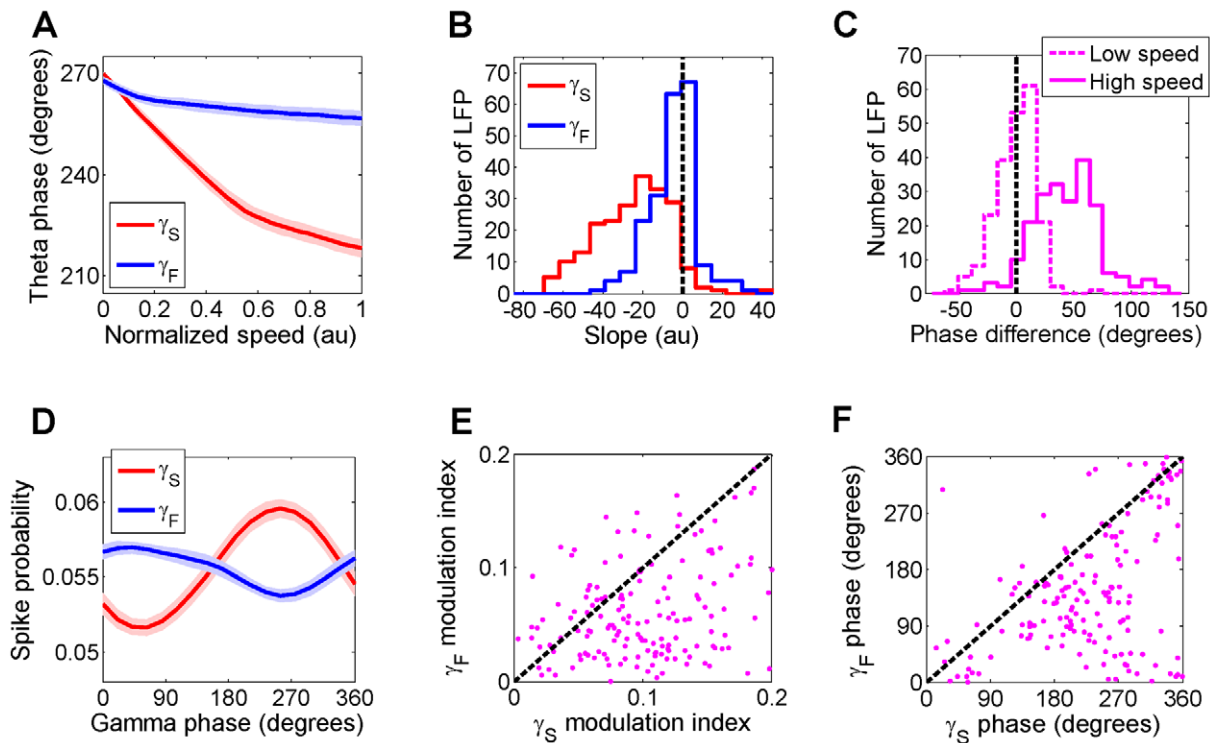 A
Theta phase (degrees)
270
240
210
γS
γF
0 0.2 0.4 0.6 0.8 1
Normalized speed (au)
B
Number of LFP
70
60
50
40
30
20
10
0
γS
γF
-80 -60 -40 -20 0 20 40
Slope (au)
C
Low speed
High speed
Number of LFP
70
60
50
40
30
20
10
0
-50 0 50 100 150
Phase difference (degrees)
D
Spike probability
0.06
0.055
0.05
γS
γF
0 90 180 270 360
Gamma phase (degrees)
E
γF modulation index
0.2
0.1
0
0 0.1 0.2
γS modulation index
F
γF phase (degrees)
360
270
180
90
0
0 90 180 270 360
γS phase (degrees)